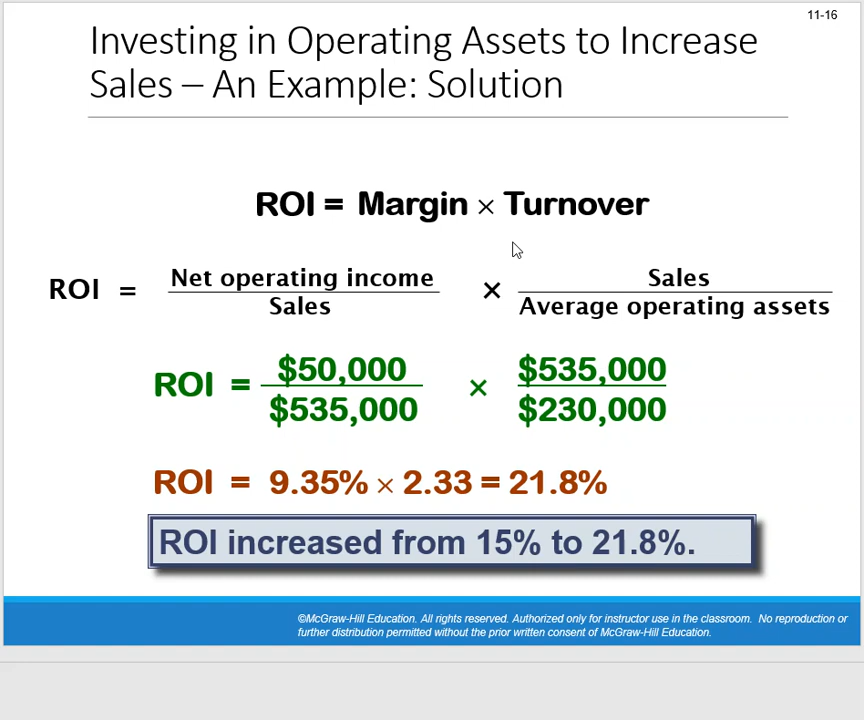 11-16
Investing in Operating Assets to Increase
Sales – An Example: Solution
ROI = Margin × Turnover
ROI = Net operating income / Sales × Sales / Average operating assets
ROI = $50,000 / $535,000 × $535,000 / $230,000
ROI = 9.35% × 2.33 = 21.8%
ROI increased from 15% to 21.8%.
©McGraw-Hill Education. All rights reserved. Authorized only for instructor use in the classroom. No reproduction or
further distribution permitted without the prior written consent of McGraw-Hill Education.